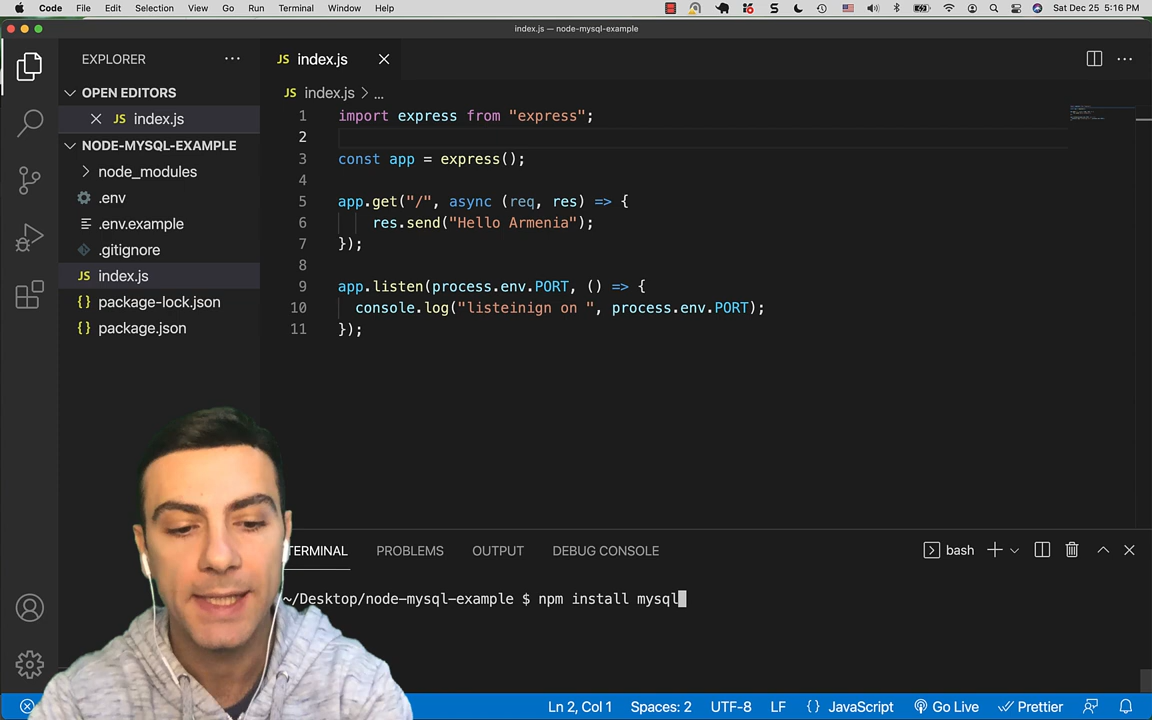 Code File Edit Selection View Go Run Terminal Window Help Sat Dec 25 5:16 PM
index.js — node-mysql-example
EXPLORER
JS index.js
OPEN EDITORS
JS index.js > ...
JS index.js
NODE-MYSQL-EXAMPLE
node_modules
.env
.env.example
.gitignore
JS index.js
{} package-lock.json
{} package.json
1 import express from "express";
2
3 const app = express();
4
5 app.get("/", async (req, res) => {
6 res.send("Hello Armenia");
7 });
8
9 app.listen(process.env.PORT, () => {
10 console.log("listeinign on ", process.env.PORT);
11 });
TERMINAL PROBLEMS OUTPUT DEBUG CONSOLE bash
~/Desktop/node-mysql-example $ npm install mysql
Ln 2, Col 1 Spaces: 2 UTF-8 LF {} JavaScript Go Live Prettier